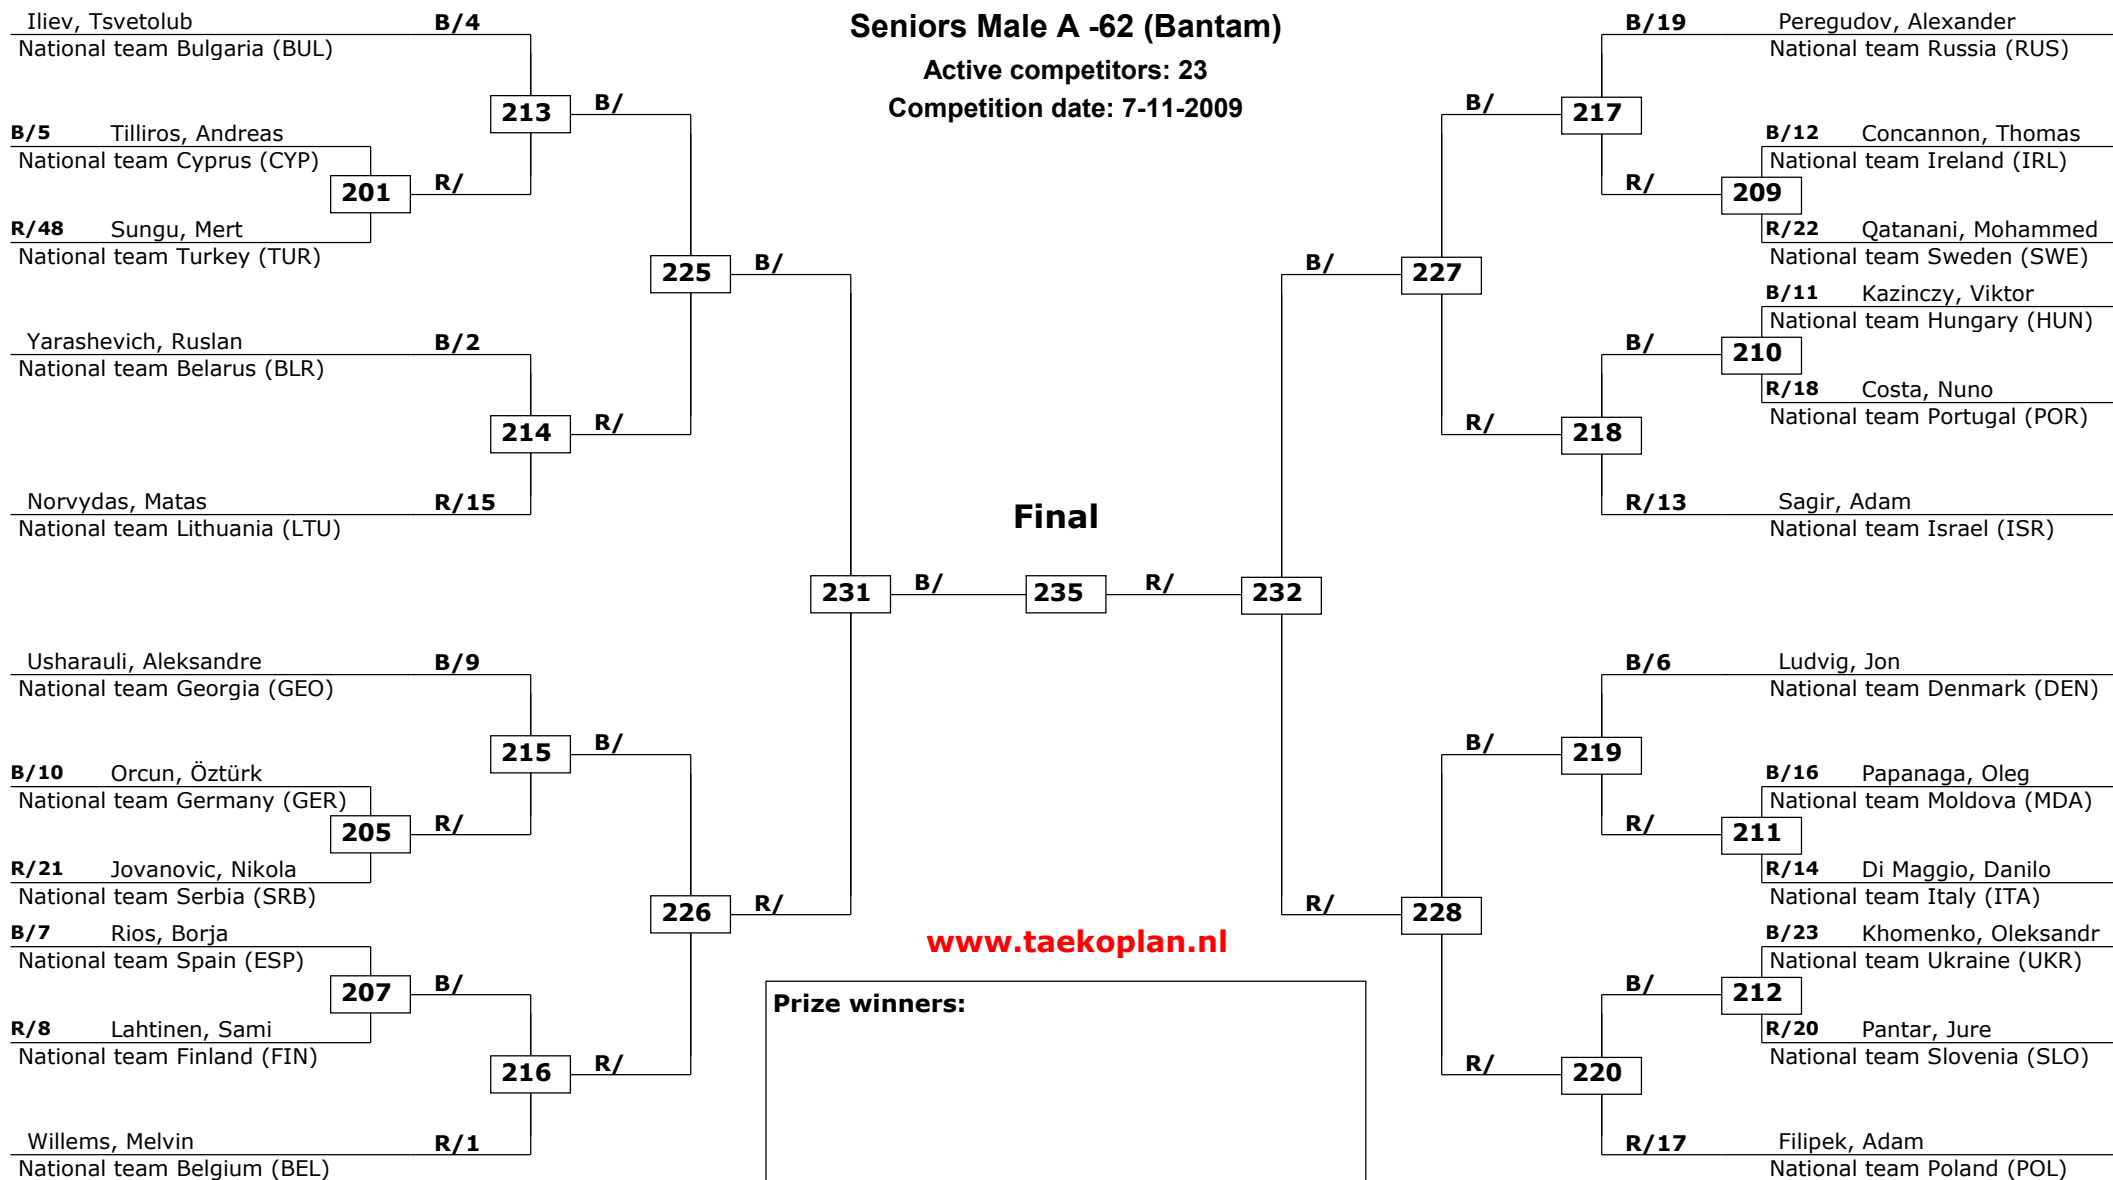 Seniors Male A -62 (Bantam)
Active competitors: 23
Competition date: 7-11-2009
Iliev, Tsvetolub B/4
National team Bulgaria (BUL)
213 B/
B/5 Tilliros, Andreas
National team Cyprus (CYP)
201 R/
R/48 Sungu, Mert
National team Turkey (TUR)
225 B/
Yarashevich, Ruslan B/2
National team Belarus (BLR)
214 R/
Norvydas, Matas R/15
National team Lithuania (LTU)
231 B/
Usharauli, Aleksandre B/9
National team Georgia (GEO)
215 B/
B/10 Orcun, Öztürk
National team Germany (GER)
205 R/
R/21 Jovanovic, Nikola
National team Serbia (SRB)
226 R/
B/7 Rios, Borja
National team Spain (ESP)
207 B/
R/8 Lahtinen, Sami
National team Finland (FIN)
216 R/
Willems, Melvin R/1
National team Belgium (BEL)
Final
235
www.taekoplan.nl
Prize winners:
B/19 Peregudov, Alexander
National team Russia (RUS)
B/ 217
B/12 Concannon, Thomas
National team Ireland (IRL)
R/ 209
R/22 Qatanani, Mohammed
National team Sweden (SWE)
B/ 227
B/11 Kazinczy, Viktor
National team Hungary (HUN)
B/ 210
R/18 Costa, Nuno
National team Portugal (POR)
R/ 218
R/13 Sagir, Adam
National team Israel (ISR)
R/ 232
B/6 Ludvig, Jon
National team Denmark (DEN)
B/ 219
B/16 Papanaga, Oleg
National team Moldova (MDA)
R/ 211
R/14 Di Maggio, Danilo
National team Italy (ITA)
R/ 228
B/23 Khomenko, Oleksandr
National team Ukraine (UKR)
B/ 212
R/20 Pantar, Jure
National team Slovenia (SLO)
R/ 220
R/17 Filipek, Adam
National team Poland (POL)